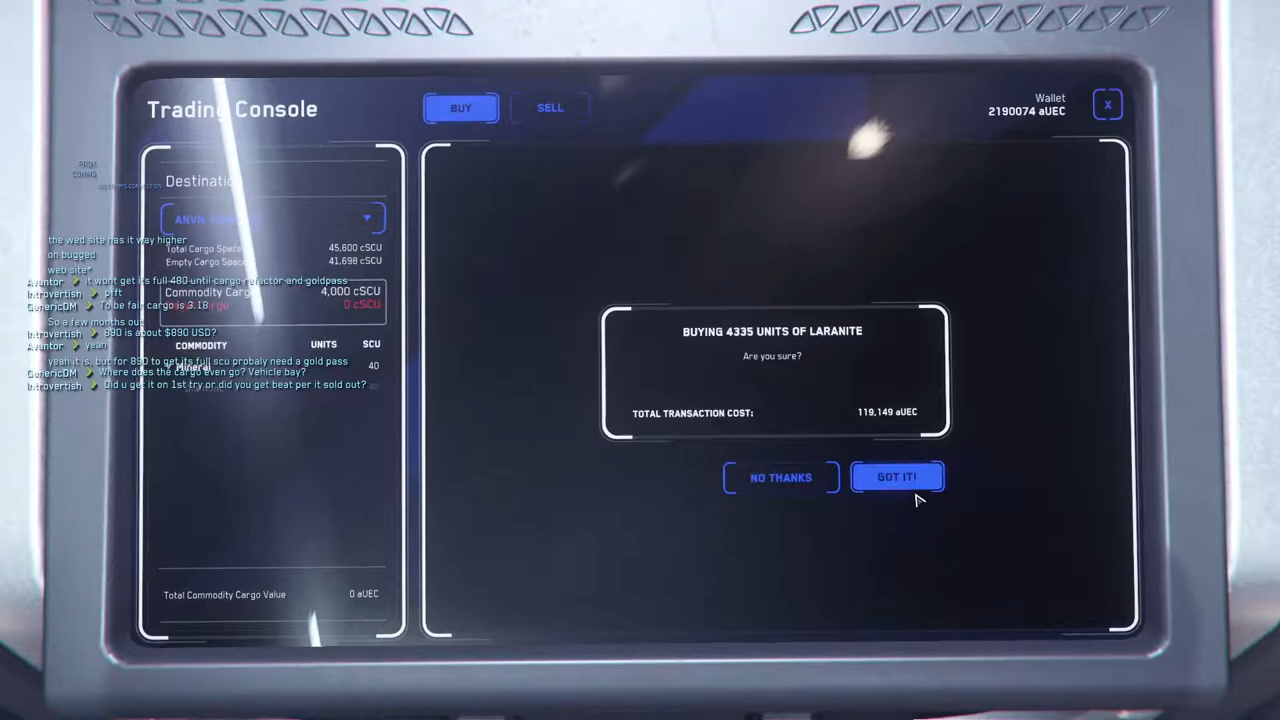 Trading Console
BUY
SELL
Wallet
2190074 aUEC
X
Destination
ANVIL
Total Cargo Space
45,600 cSCU
Empty Cargo Space
41,698 cSCU
Commodity Cargo
4,000 cSCU
0 cSCU
COMMODITY
UNITS
SCU
Mineral
40
40
Total Commodity Cargo Value
0 aUEC
BUYING 4335 UNITS OF LARANITE
Are you sure?
TOTAL TRANSACTION COST:
119,149 aUEC
NO THANKS
GOT IT!
the wed site has it way higher
oh bugged
web site*
Aventor > it wont get its full 480 until cargo refactor and goldpass
Introvertish > pfft
GenericDM > To be fair cargo is 3.18
So a few months out
Introvertish > 890 is about $890 USD?
Aventor > yeah
yeah it is, but for 890 to get its full scu probaly need a gold pass
GenericDM > Where does the cargo even go? Vehicle bay?
Introvertish > Did u get it on 1st try or did you get beat per it sold out?